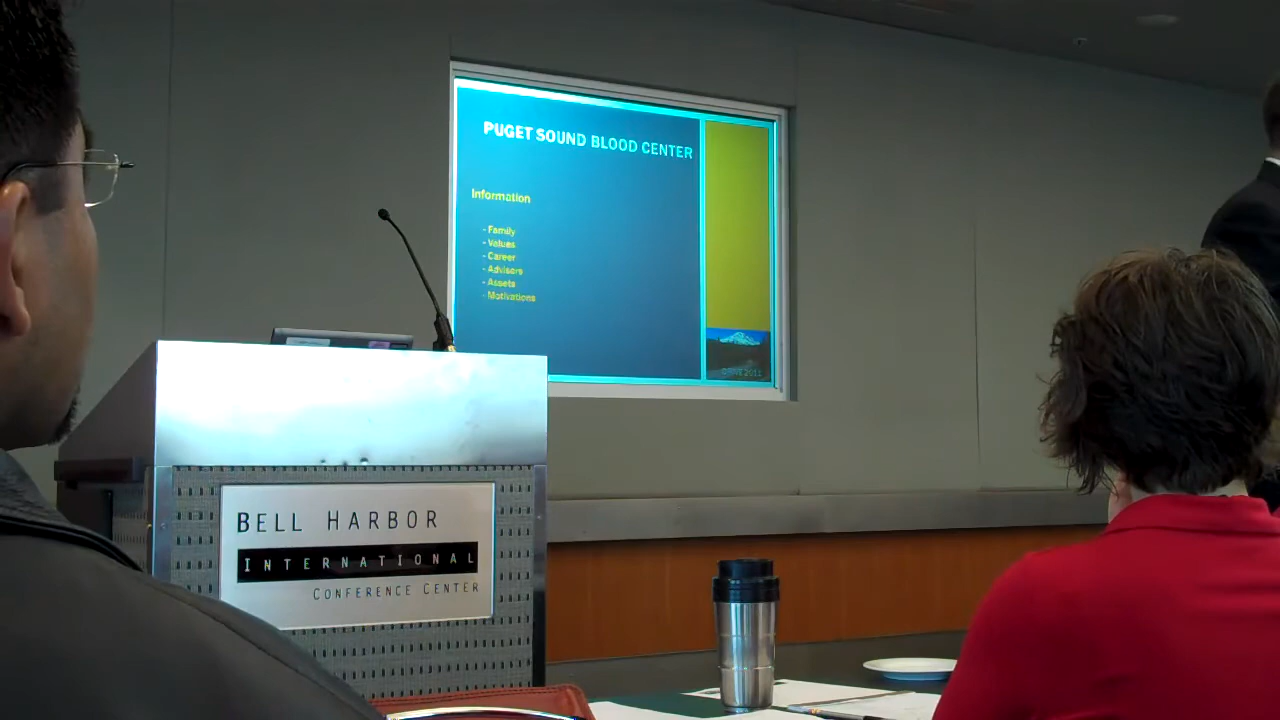 PUGET SOUND BLOOD CENTER
Information
- Family
- Values
- Career
- Advisors
- Assets
- Motivations
BELL HARBOR
INTERNATIONAL
CONFERENCE CENTER